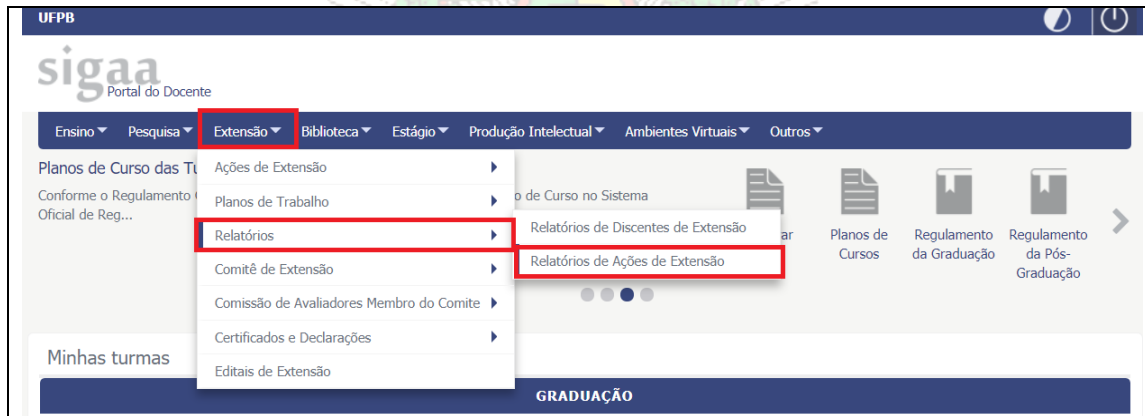 UFPB
sigaa
Portal do Docente
Ensino Pesquisa Extensão Biblioteca Estágio Produção Intelectual Ambientes Virtuais Outros
Planos de Curso das
Conforme o Regulamento
Oficial de Reg...
de Curso no Sistema
Ações de Extensão
Planos de Trabalho
Relatórios
Comitê de Extensão
Comissão de Avaliadores Membro do Comite
Certificados e Declarações
Editais de Extensão
Relatórios de Discentes de Extensão
Relatórios de Ações de Extensão
Planos de
Cursos
Regulamento
da Graduação
Regulamento
da Pós-
Graduação
Minhas turmas
GRADUAÇÃO